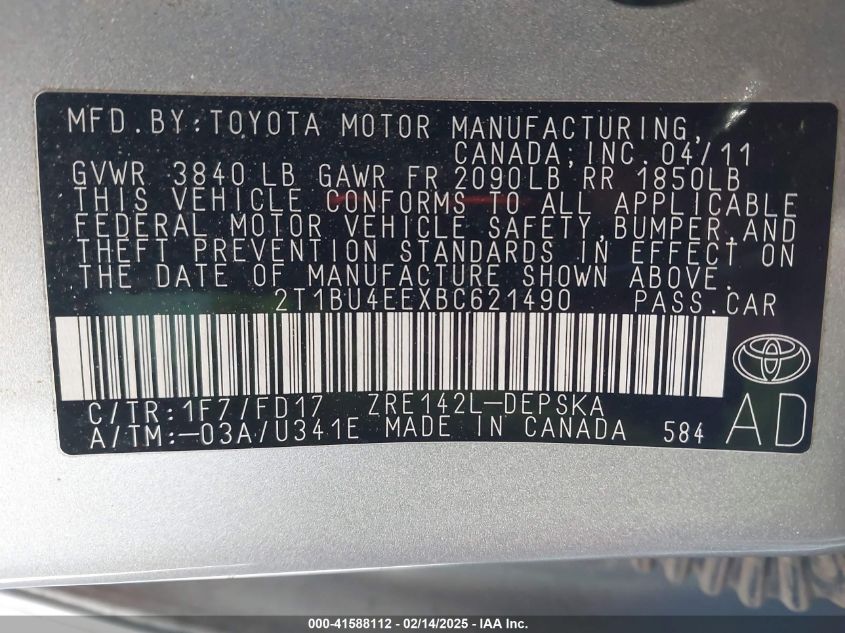 MFD.BY:TOYOTA MOTOR MANUFACTURING,
CANADA, INC. 04/11
GVWR 3840 LB GAWR FR 2090LB RR 1850LB
THIS VEHICLE CONFORMS TO ALL APPLICABLE
FEDERAL MOTOR VEHICLE SAFETY, BUMPER, AND
THEFT PREVENTION STANDARDS IN EFFECT ON
THE DATE OF MANUFACTURE SHOWN ABOVE.
2T1BU4EEXBC621490 PASS.CAR
C/TR:1F7/FD17 ZRE142L-DEPSKA
A/TM:-03A/U341E MADE IN CANADA 584 AD
000-41588112 - 02/14/2025 - IAA Inc.